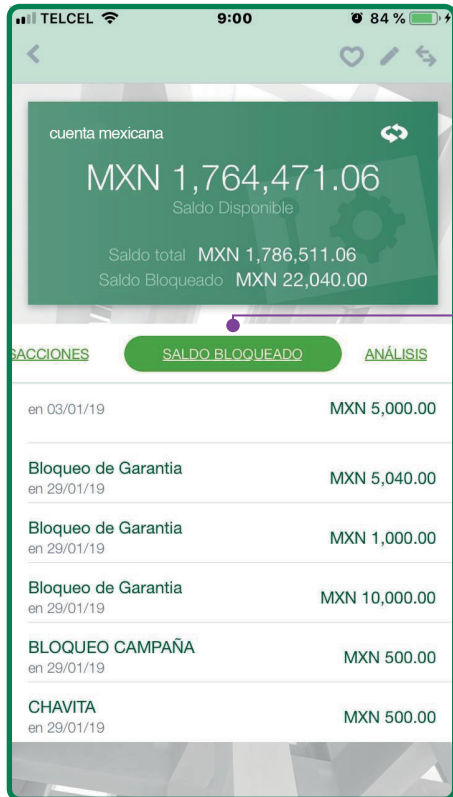 TELCEL 9:00 84 %
cuenta mexicana
MXN 1,764,471.06
Saldo Disponible
Saldo total MXN 1,786,511.06
Saldo Bloqueado MXN 22,040.00
SACCIONES SALDO BLOQUEADO ANÁLISIS
en 03/01/19 MXN 5,000.00
Bloqueo de Garantia
en 29/01/19 MXN 5,040.00
Bloqueo de Garantia
en 29/01/19 MXN 1,000.00
Bloqueo de Garantia
en 29/01/19 MXN 10,000.00
BLOQUEO CAMPAÑA
en 29/01/19 MXN 500.00
CHAVITA
en 29/01/19 MXN 500.00